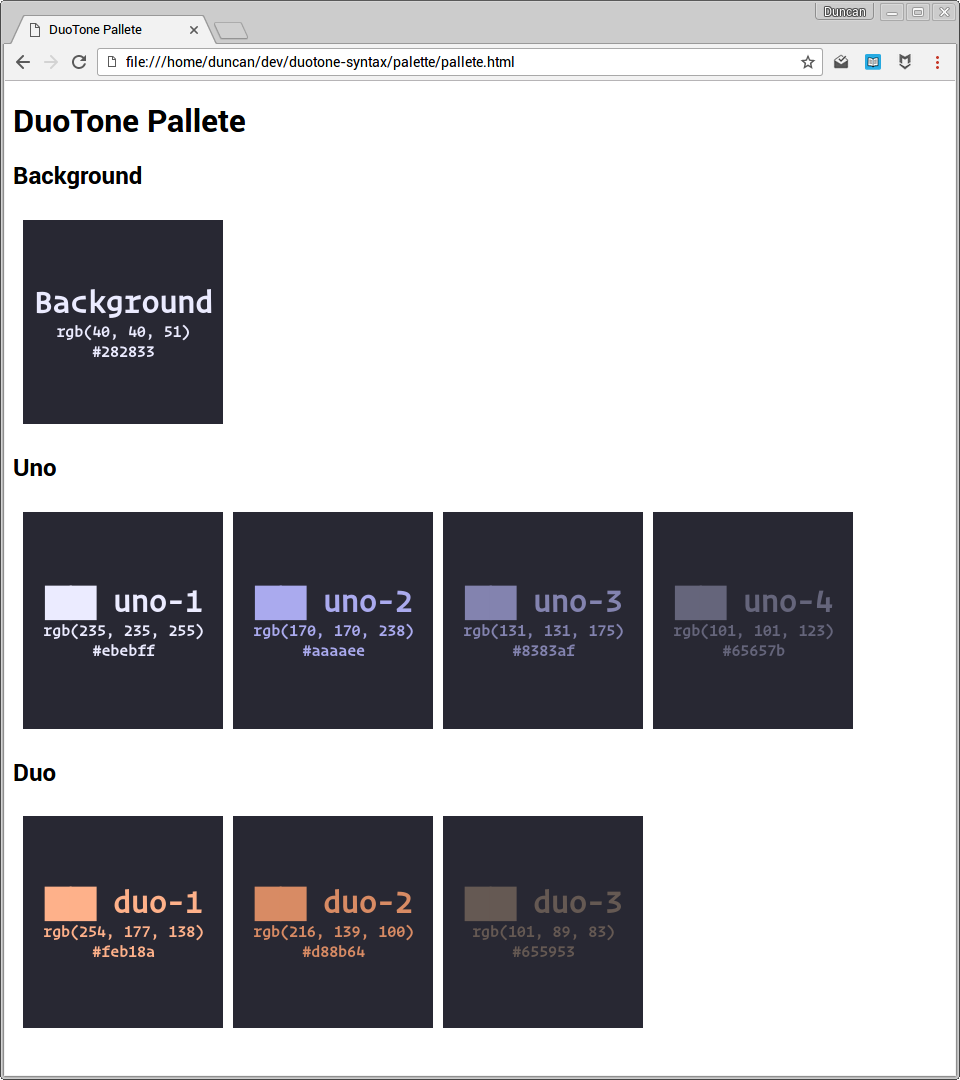 Duncan
DuoTone Pallete
file:///home/duncan/dev/duotone-syntax/palette/pallete.html
DuoTone Pallete
Background
Background
rgb(40, 40, 51)
#282833
Uno
uno-1
rgb(235, 235, 255)
#ebebff
uno-2
rgb(170, 170, 238)
#aaaaee
uno-3
rgb(131, 131, 175)
#8383af
uno-4
rgb(101, 101, 123)
#65657b
Duo
duo-1
rgb(254, 177, 138)
#feb18a
duo-2
rgb(216, 139, 100)
#d88b64
duo-3
rgb(101, 89, 83)
#655953